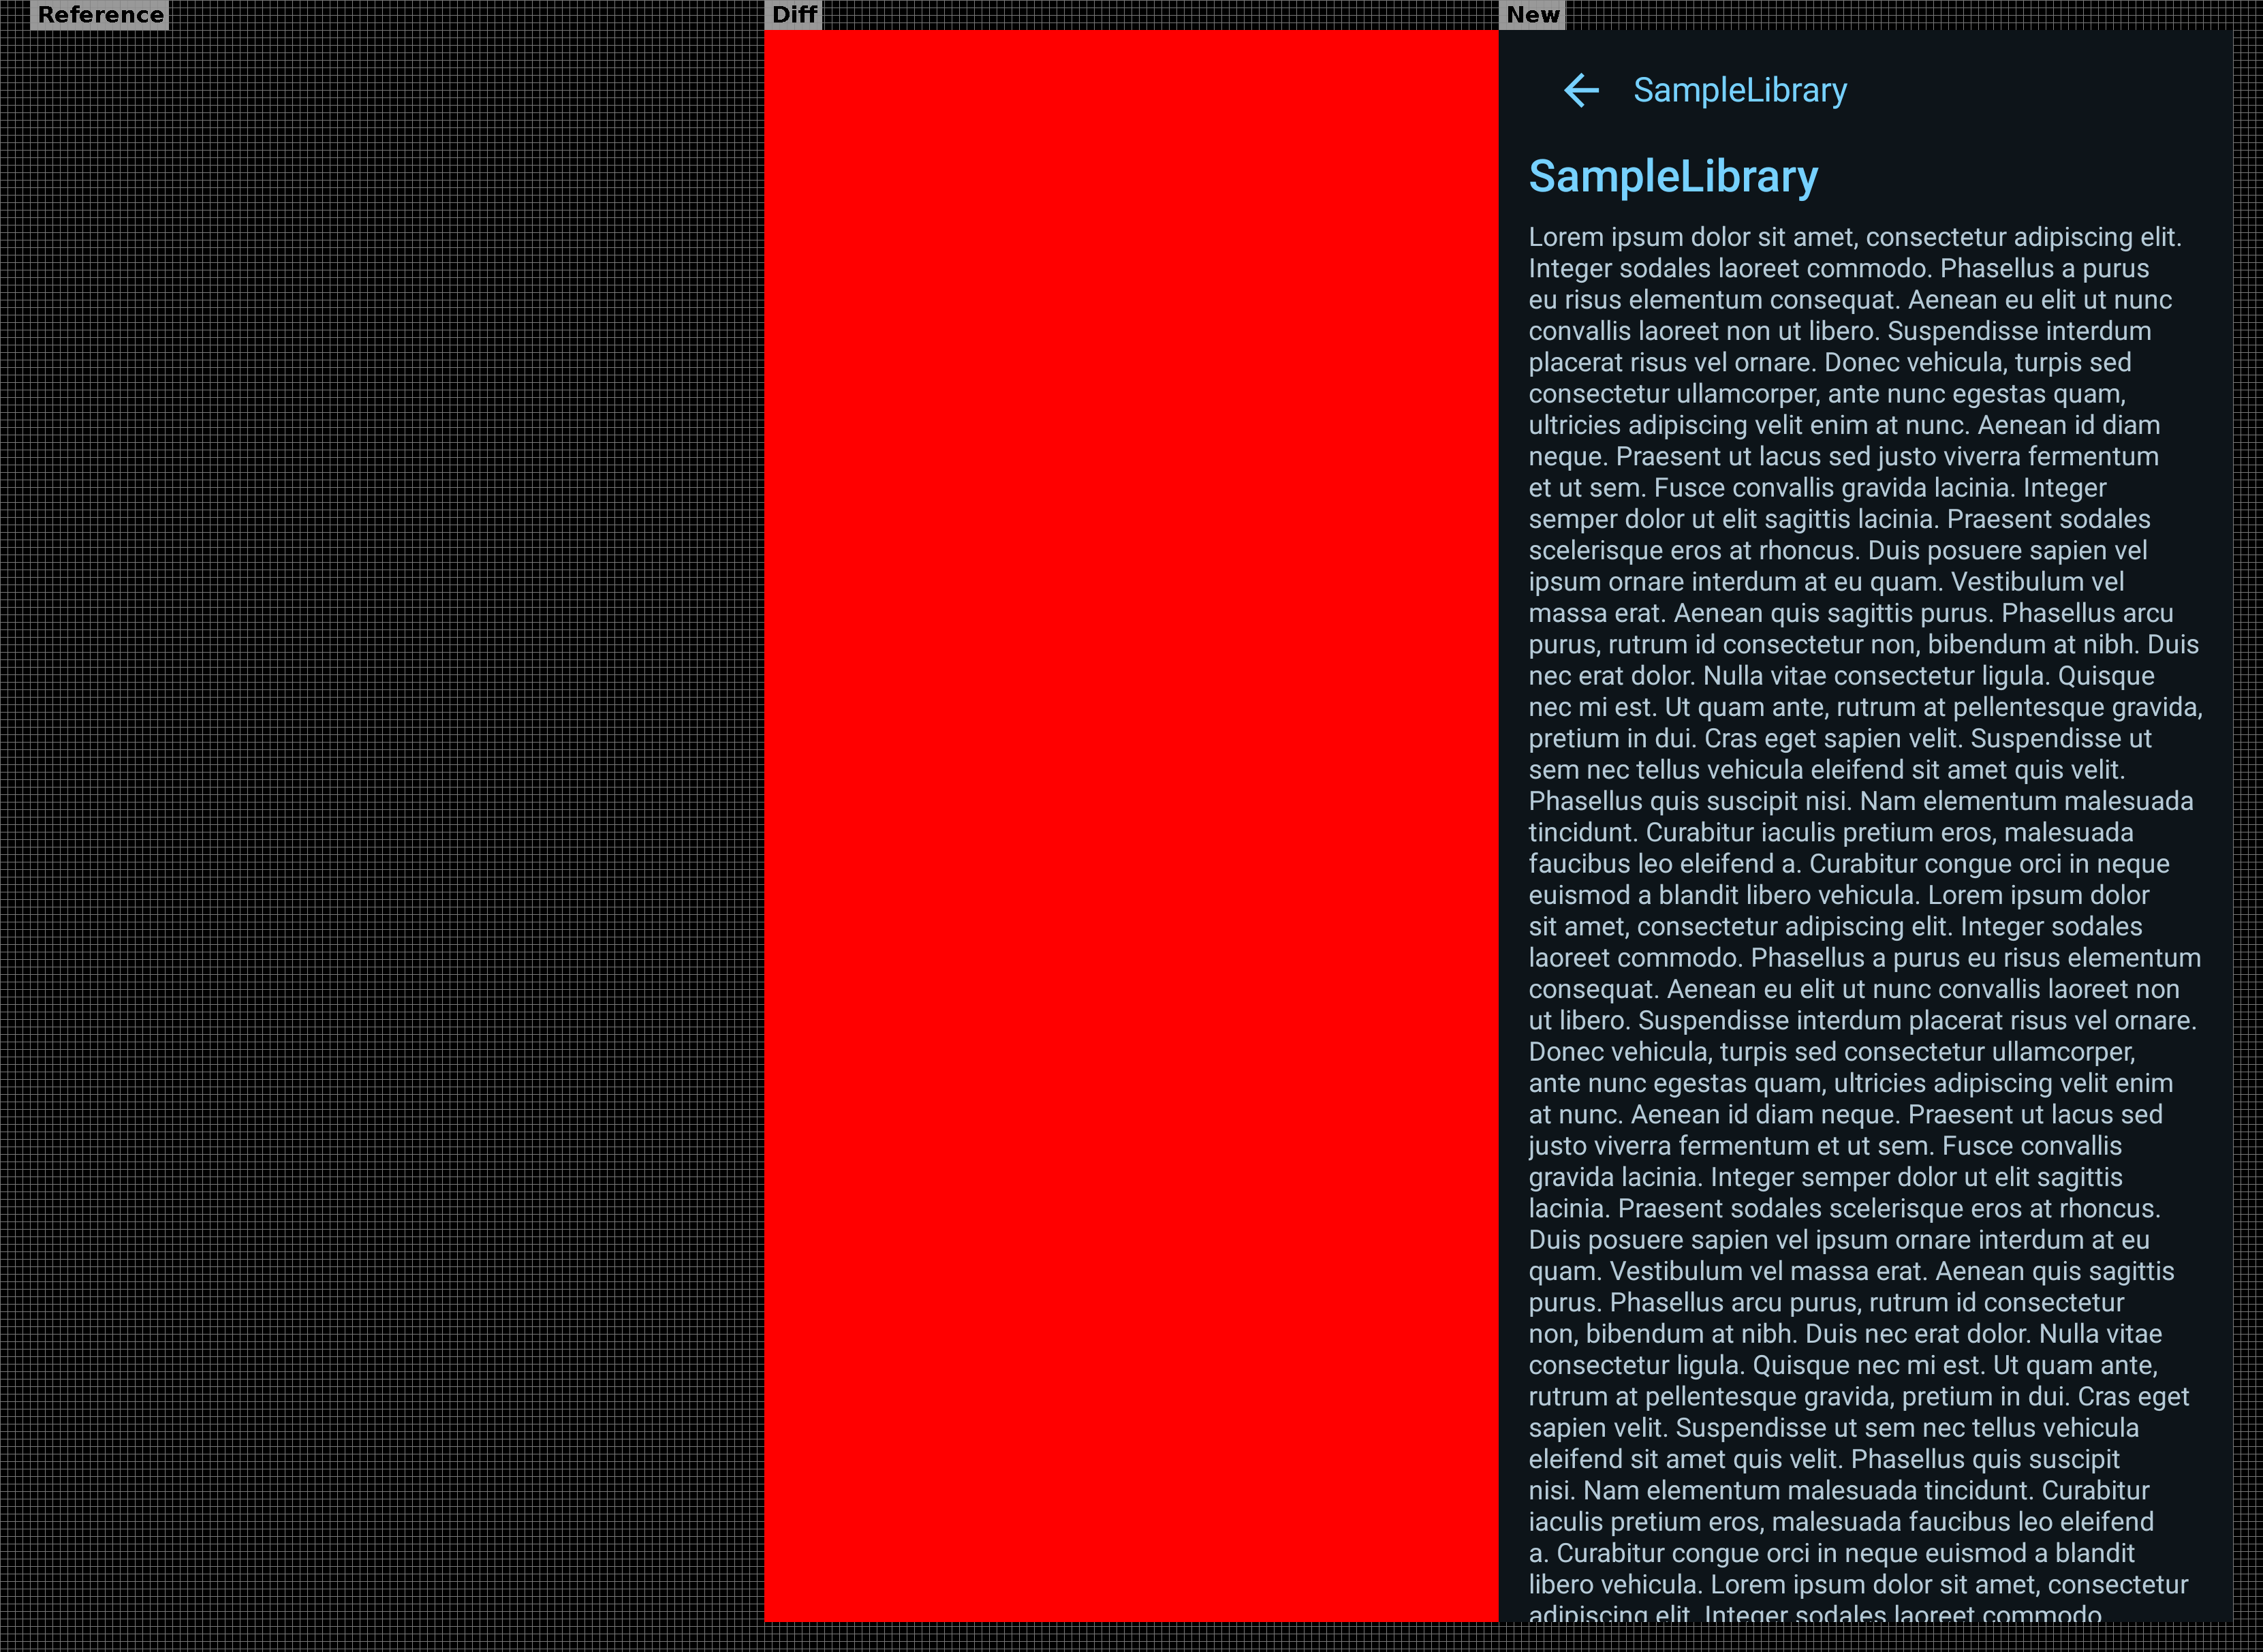 Reference
Diff
New
SampleLibrary
SampleLibrary
Lorem ipsum dolor sit amet, consectetur adipiscing elit.
Integer sodales laoreet commodo. Phasellus a purus
eu risus elementum consequat. Aenean eu elit ut nunc
convallis laoreet non ut libero. Suspendisse interdum
placerat risus vel ornare. Donec vehicula, turpis sed
consectetur ullamcorper, ante nunc egestas quam,
ultricies adipiscing velit enim at nunc. Aenean id diam
neque. Praesent ut lacus sed justo viverra fermentum
et ut sem. Fusce convallis gravida lacinia. Integer
semper dolor ut elit sagittis lacinia. Praesent sodales
scelerisque eros at rhoncus. Duis posuere sapien vel
ipsum ornare interdum at eu quam. Vestibulum vel
massa erat. Aenean quis sagittis purus. Phasellus arcu
purus, rutrum id consectetur non, bibendum at nibh. Duis
nec erat dolor. Nulla vitae consectetur ligula. Quisque
nec mi est. Ut quam ante, rutrum at pellentesque gravida,
pretium in dui. Cras eget sapien velit. Suspendisse ut
sem nec tellus vehicula eleifend sit amet quis velit.
Phasellus quis suscipit nisi. Nam elementum malesuada
tincidunt. Curabitur iaculis pretium eros, malesuada
faucibus leo eleifend a. Curabitur congue orci in neque
euismod a blandit libero vehicula. Lorem ipsum dolor
sit amet, consectetur adipiscing elit. Integer sodales
laoreet commodo. Phasellus a purus eu risus elementum
consequat. Aenean eu elit ut nunc convallis laoreet non
ut libero. Suspendisse interdum placerat risus vel ornare.
Donec vehicula, turpis sed consectetur ullamcorper,
ante nunc egestas quam, ultricies adipiscing velit enim
at nunc. Aenean id diam neque. Praesent ut lacus sed
justo viverra fermentum et ut sem. Fusce convallis
gravida lacinia. Integer semper dolor ut elit sagittis
lacinia. Praesent sodales scelerisque eros at rhoncus.
Duis posuere sapien vel ipsum ornare interdum at eu
quam. Vestibulum vel massa erat. Aenean quis sagittis
purus. Phasellus arcu purus, rutrum id consectetur
non, bibendum at nibh. Duis nec erat dolor. Nulla vitae
consectetur ligula. Quisque nec mi est. Ut quam ante,
rutrum at pellentesque gravida, pretium in dui. Cras eget
sapien velit. Suspendisse ut sem nec tellus vehicula
eleifend sit amet quis velit. Phasellus quis suscipit
nisi. Nam elementum malesuada tincidunt. Curabitur
iaculis pretium eros, malesuada faucibus leo eleifend
a. Curabitur congue orci in neque euismod a blandit
libero vehicula. Lorem ipsum dolor sit amet, consectetur
adipiscing elit. Integer sodales laoreet commodo.